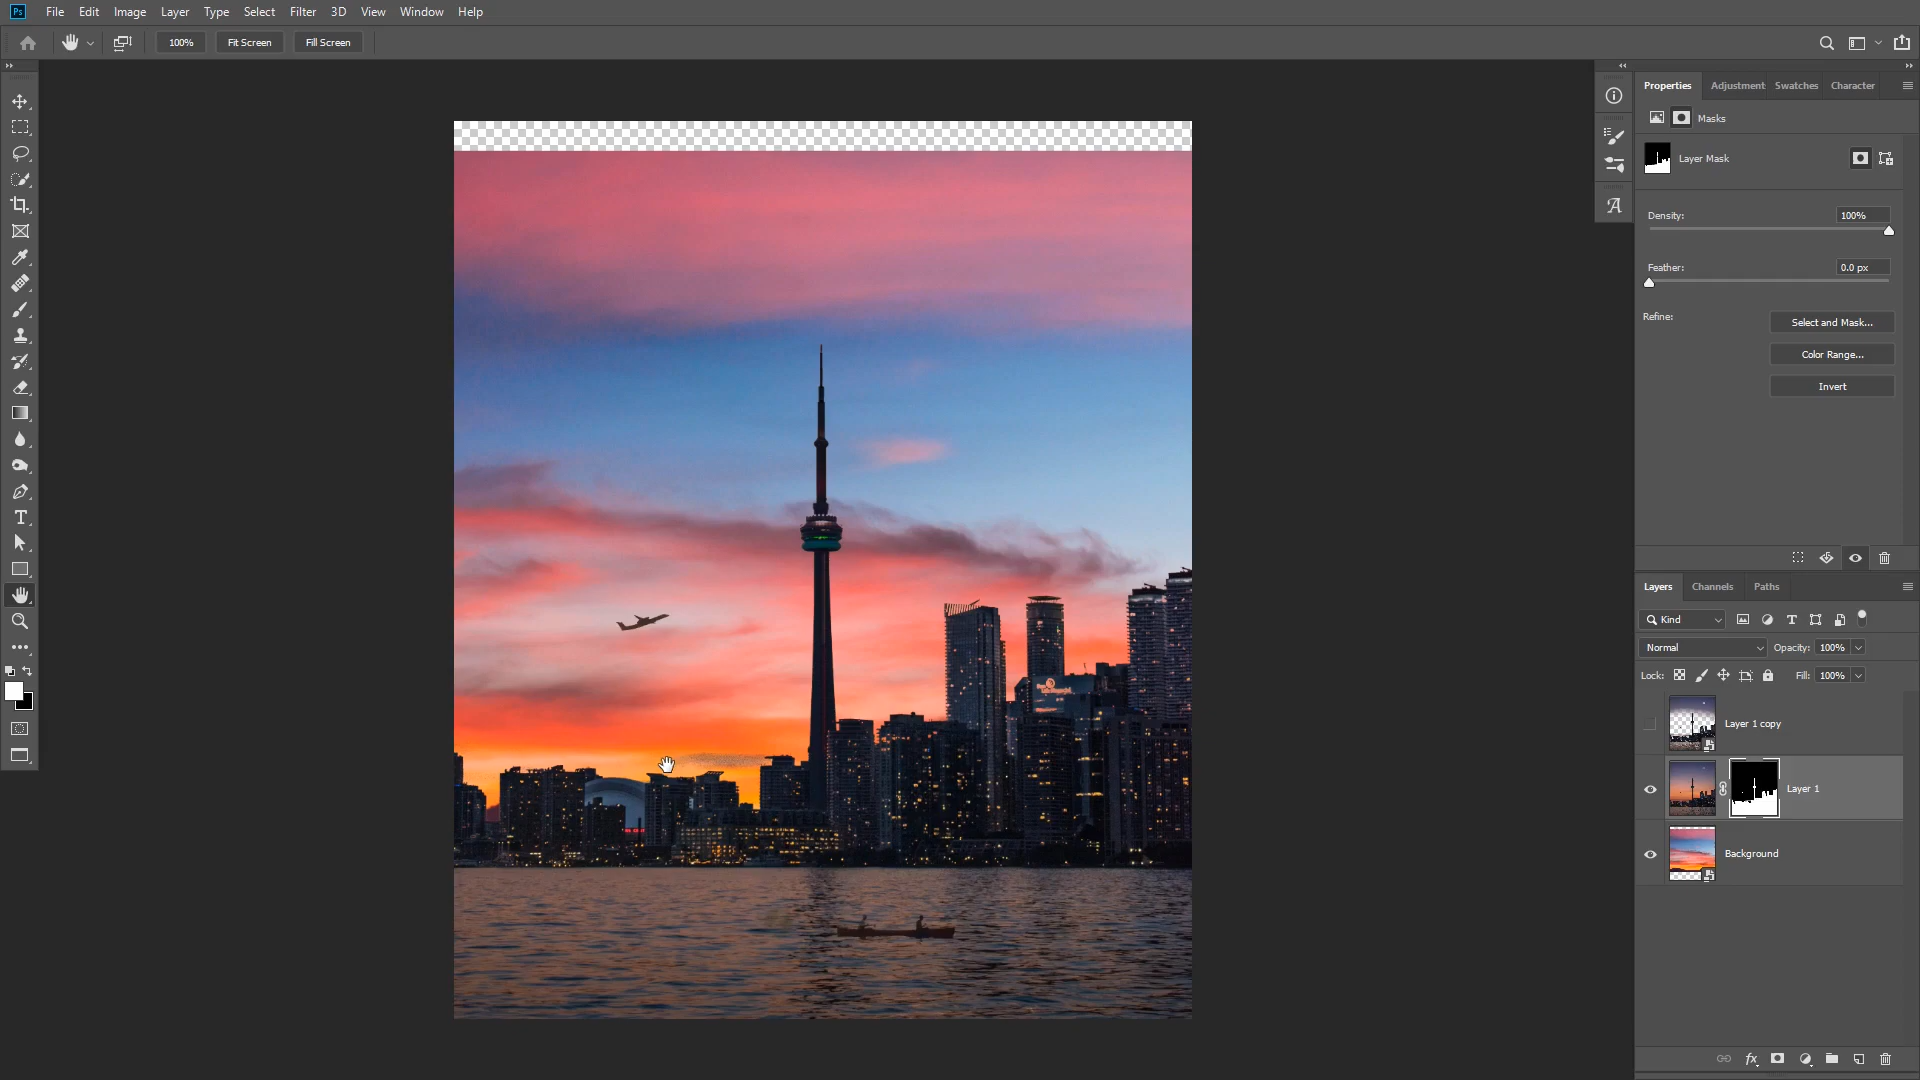 Ps File Edit Image Layer Type Select Filter 3D View Window Help
100% Fit Screen Fill Screen
Properties Adjustment Swatches Character
Masks
Layer Mask
Density: 100%
Feather: 0.0 px
Refine: Select and Mask...
Color Range...
Invert
Layers Channels Paths
Kind
Normal Opacity: 100%
Lock: Fill: 100%
Layer 1 copy
Layer 1
Background
fx